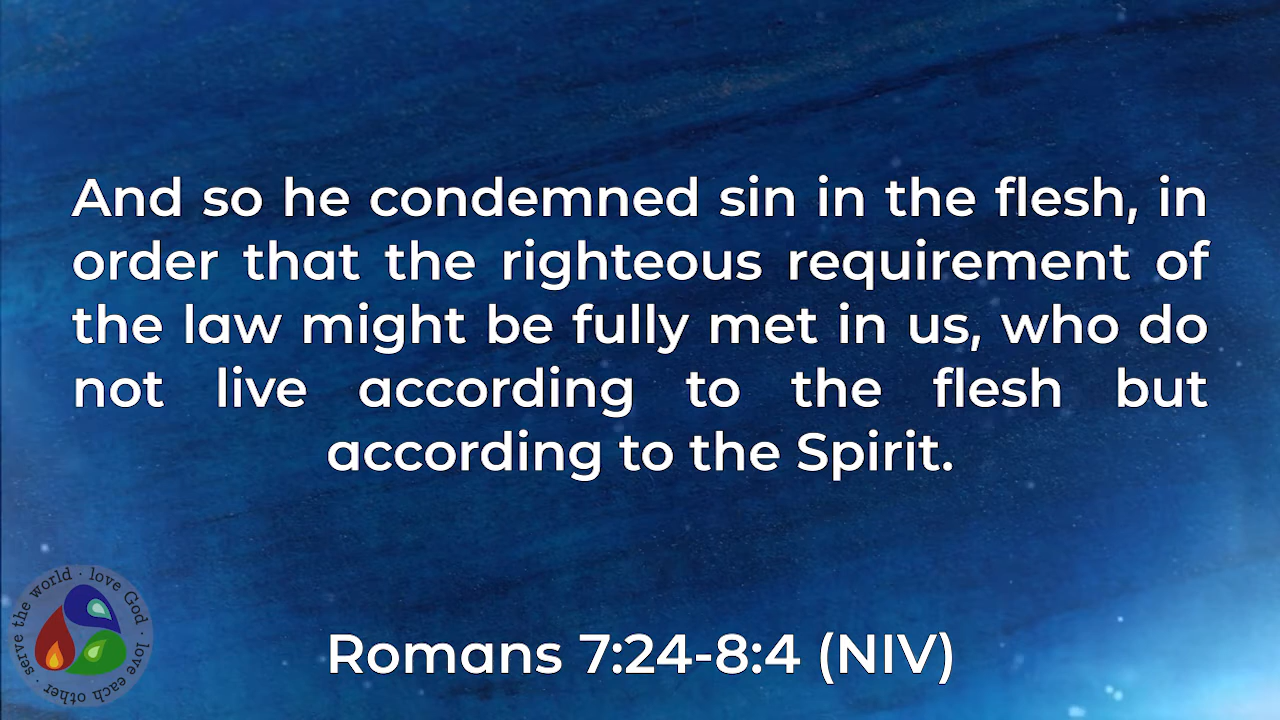 And so he condemned sin in the flesh, in
order that the righteous requirement of
the law might be fully met in us, who do
not live according to the flesh but
according to the Spirit.
Romans 7:24-8:4 (NIV)
love God · love each other · serve the world ·